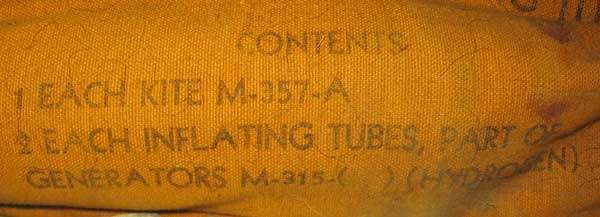 CONTENTS
1 EACH KITE M-357-A
2 EACH INFLATING TUBES, PART OF
GENERATORS M-315-( ) (HYDROGEN)